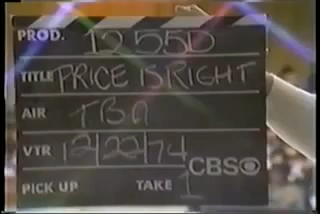 PROD. 1255D
TITLE PRICE IS RIGHT
AIR TBA
VTR 12/22/74
CBS
PICK UP TAKE 1